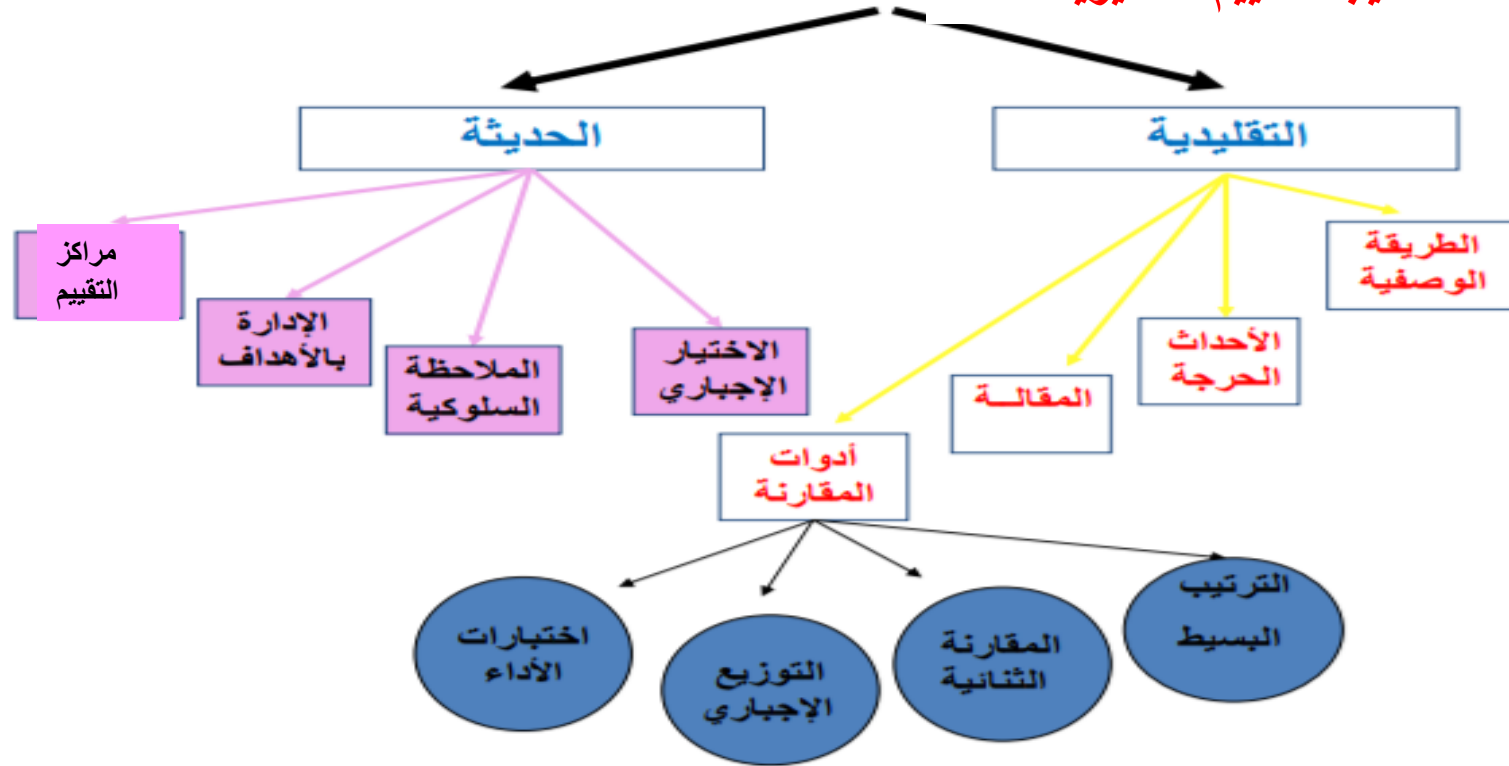 التقليدية
الحديثة
الطريقة
الوصفية
الأحداث
الحرجة
المقالــة
أدوات
المقارنة
الاختيار
الإجباري
الملاحظة
السلوكية
الإدارة
بالأهداف
مراكز
التقييم
الترتيب
البسيط
المقارنة
الثنائية
التوزيع
الإجباري
اختبارات
الأداء